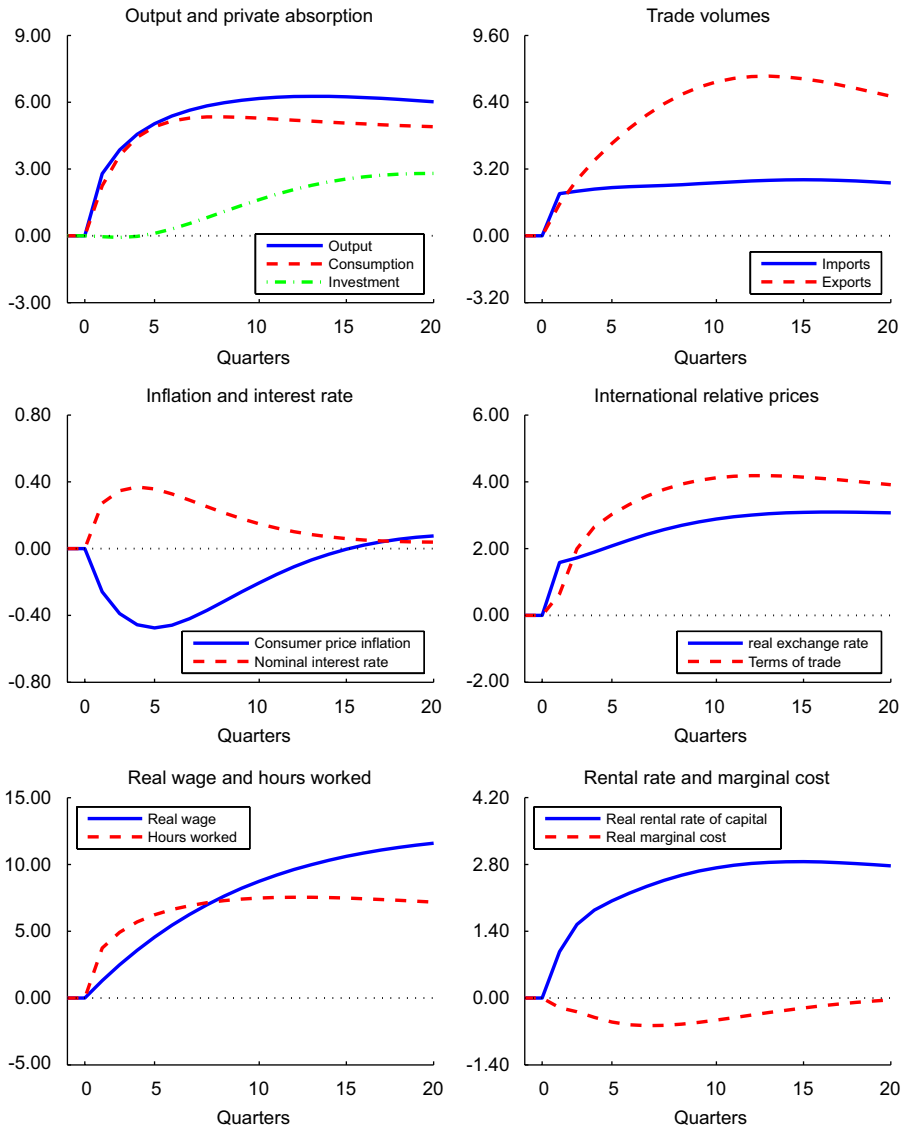 Output and private absorption
9.00
6.00
3.00
0.00
-3.00
Output
Consumption
Investment
0 5 10 15 20
Quarters
Trade volumes
9.60
6.40
3.20
0.00
-3.20
Imports
Exports
0 5 10 15 20
Quarters
Inflation and interest rate
0.80
0.40
0.00
-0.40
-0.80
Consumer price inflation
Nominal interest rate
0 5 10 15 20
Quarters
International relative prices
6.00
4.00
2.00
0.00
-2.00
real exchange rate
Terms of trade
0 5 10 15 20
Quarters
Real wage and hours worked
15.00
10.00
5.00
0.00
-5.00
Real wage
Hours worked
0 5 10 15 20
Quarters
Rental rate and marginal cost
4.20
2.80
1.40
0.00
-1.40
Real rental rate of capital
Real marginal cost
0 5 10 15 20
Quarters